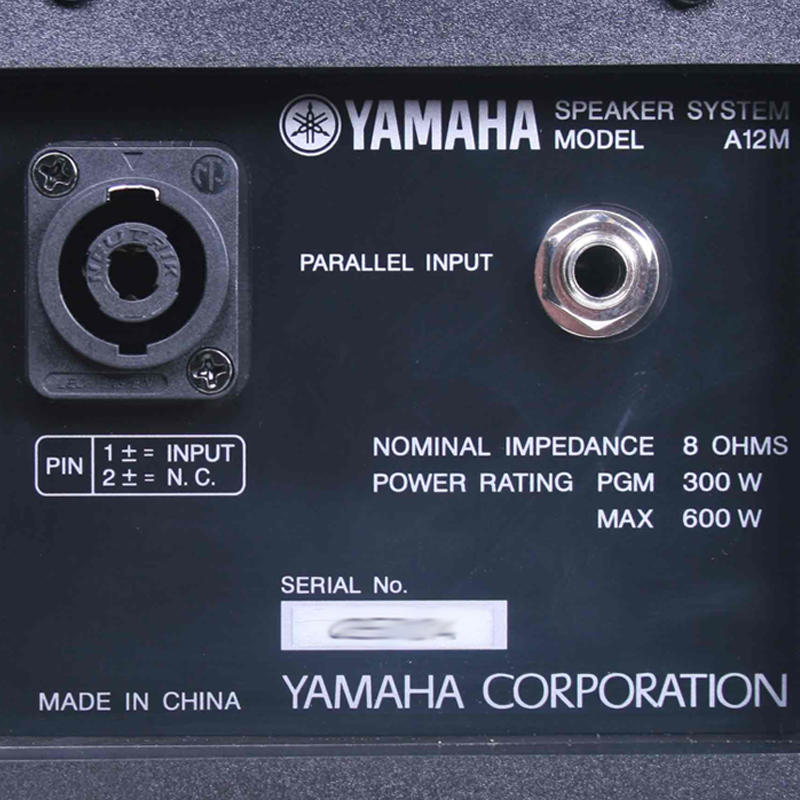 YAMAHA SPEAKER SYSTEM
MODEL A12M
NEUTRIK
PARALLEL INPUT
PIN
1 ± = INPUT
2 ± = N. C.
NOMINAL IMPEDANCE 8 OHMS
POWER RATING PGM 300 W
MAX 600 W
SERIAL No.
MADE IN CHINA
YAMAHA CORPORATION